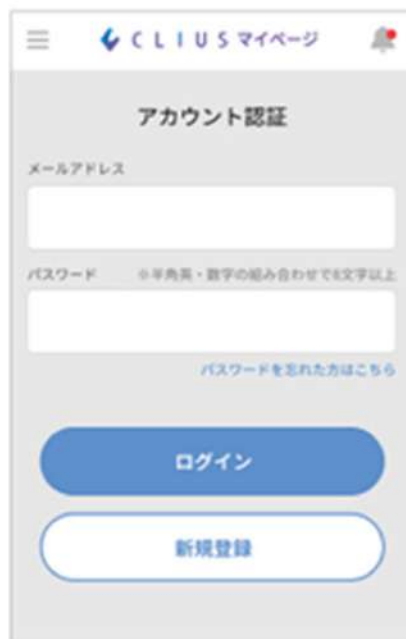 CLIUSマイページ
アカウント認証
メールアドレス
パスワード ※半角英・数字の組み合わせで8文字以上
パスワードを忘れた方はこちら
ログイン
新規登録